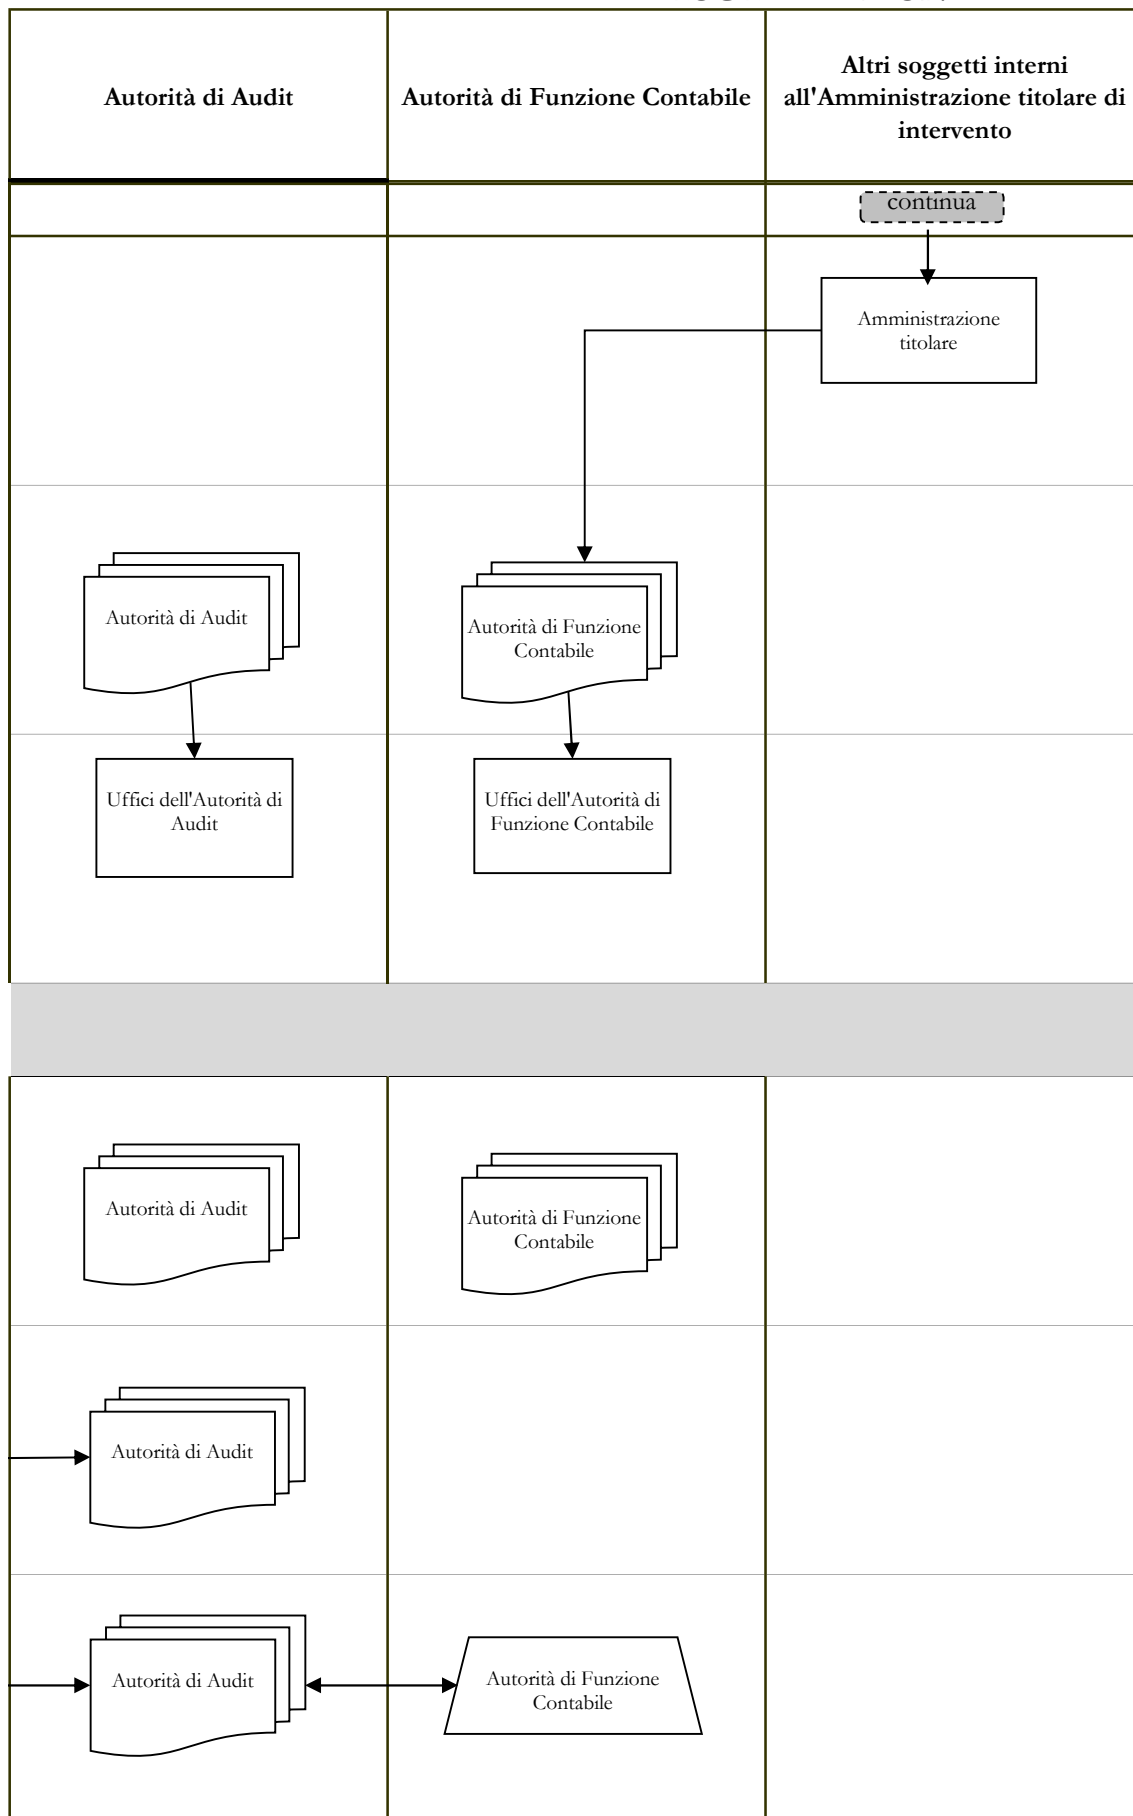 Autorità di Audit
Autorità di Funzione Contabile
Altri soggetti interni
all'Amministrazione titolare di
intervento
continua
Amministrazione
titolare
Autorità di Audit
Autorità di Funzione
Contabile
Uffici dell'Autorità di
Audit
Uffici dell'Autorità di
Funzione Contabile
Autorità di Audit
Autorità di Funzione
Contabile
Autorità di Audit
Autorità di Audit
Autorità di Funzione
Contabile